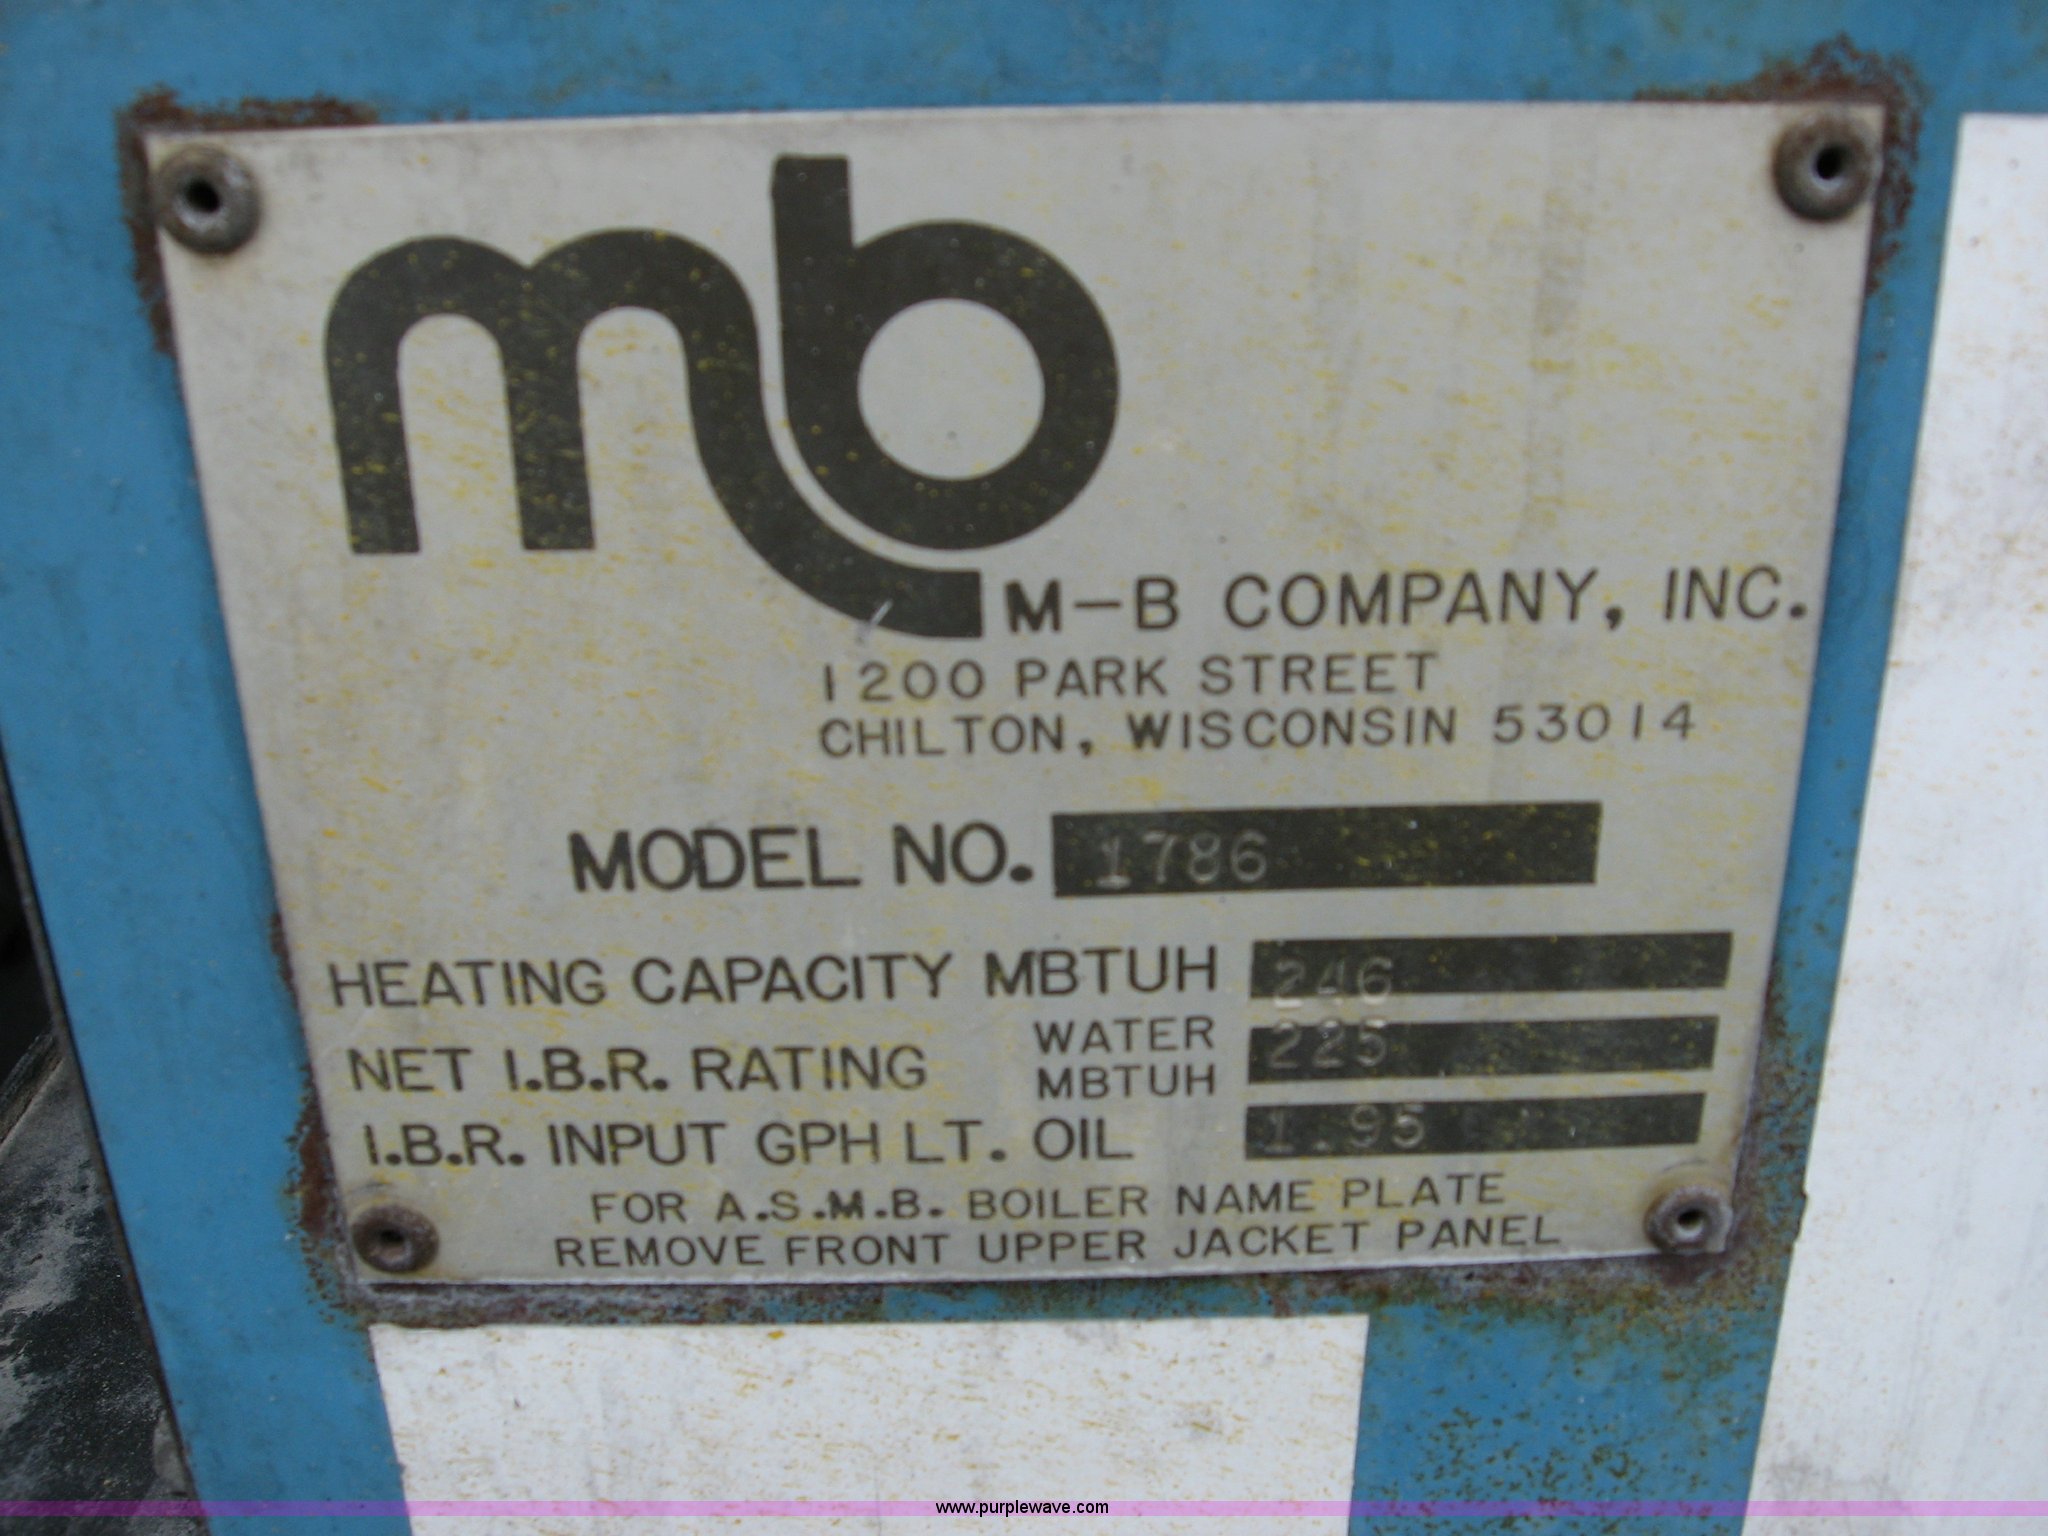 mb
M-B COMPANY, INC.
1200 PARK STREET
CHILTON, WISCONSIN 53014
MODEL NO. 1786
HEATING CAPACITY MBTUH 246
NET I.B.R. RATING WATER MBTUH 225
I.B.R. INPUT GPH LT. OIL 1.95
FOR A.S.M.B. BOILER NAME PLATE
REMOVE FRONT UPPER JACKET PANEL
www.purplewave.com